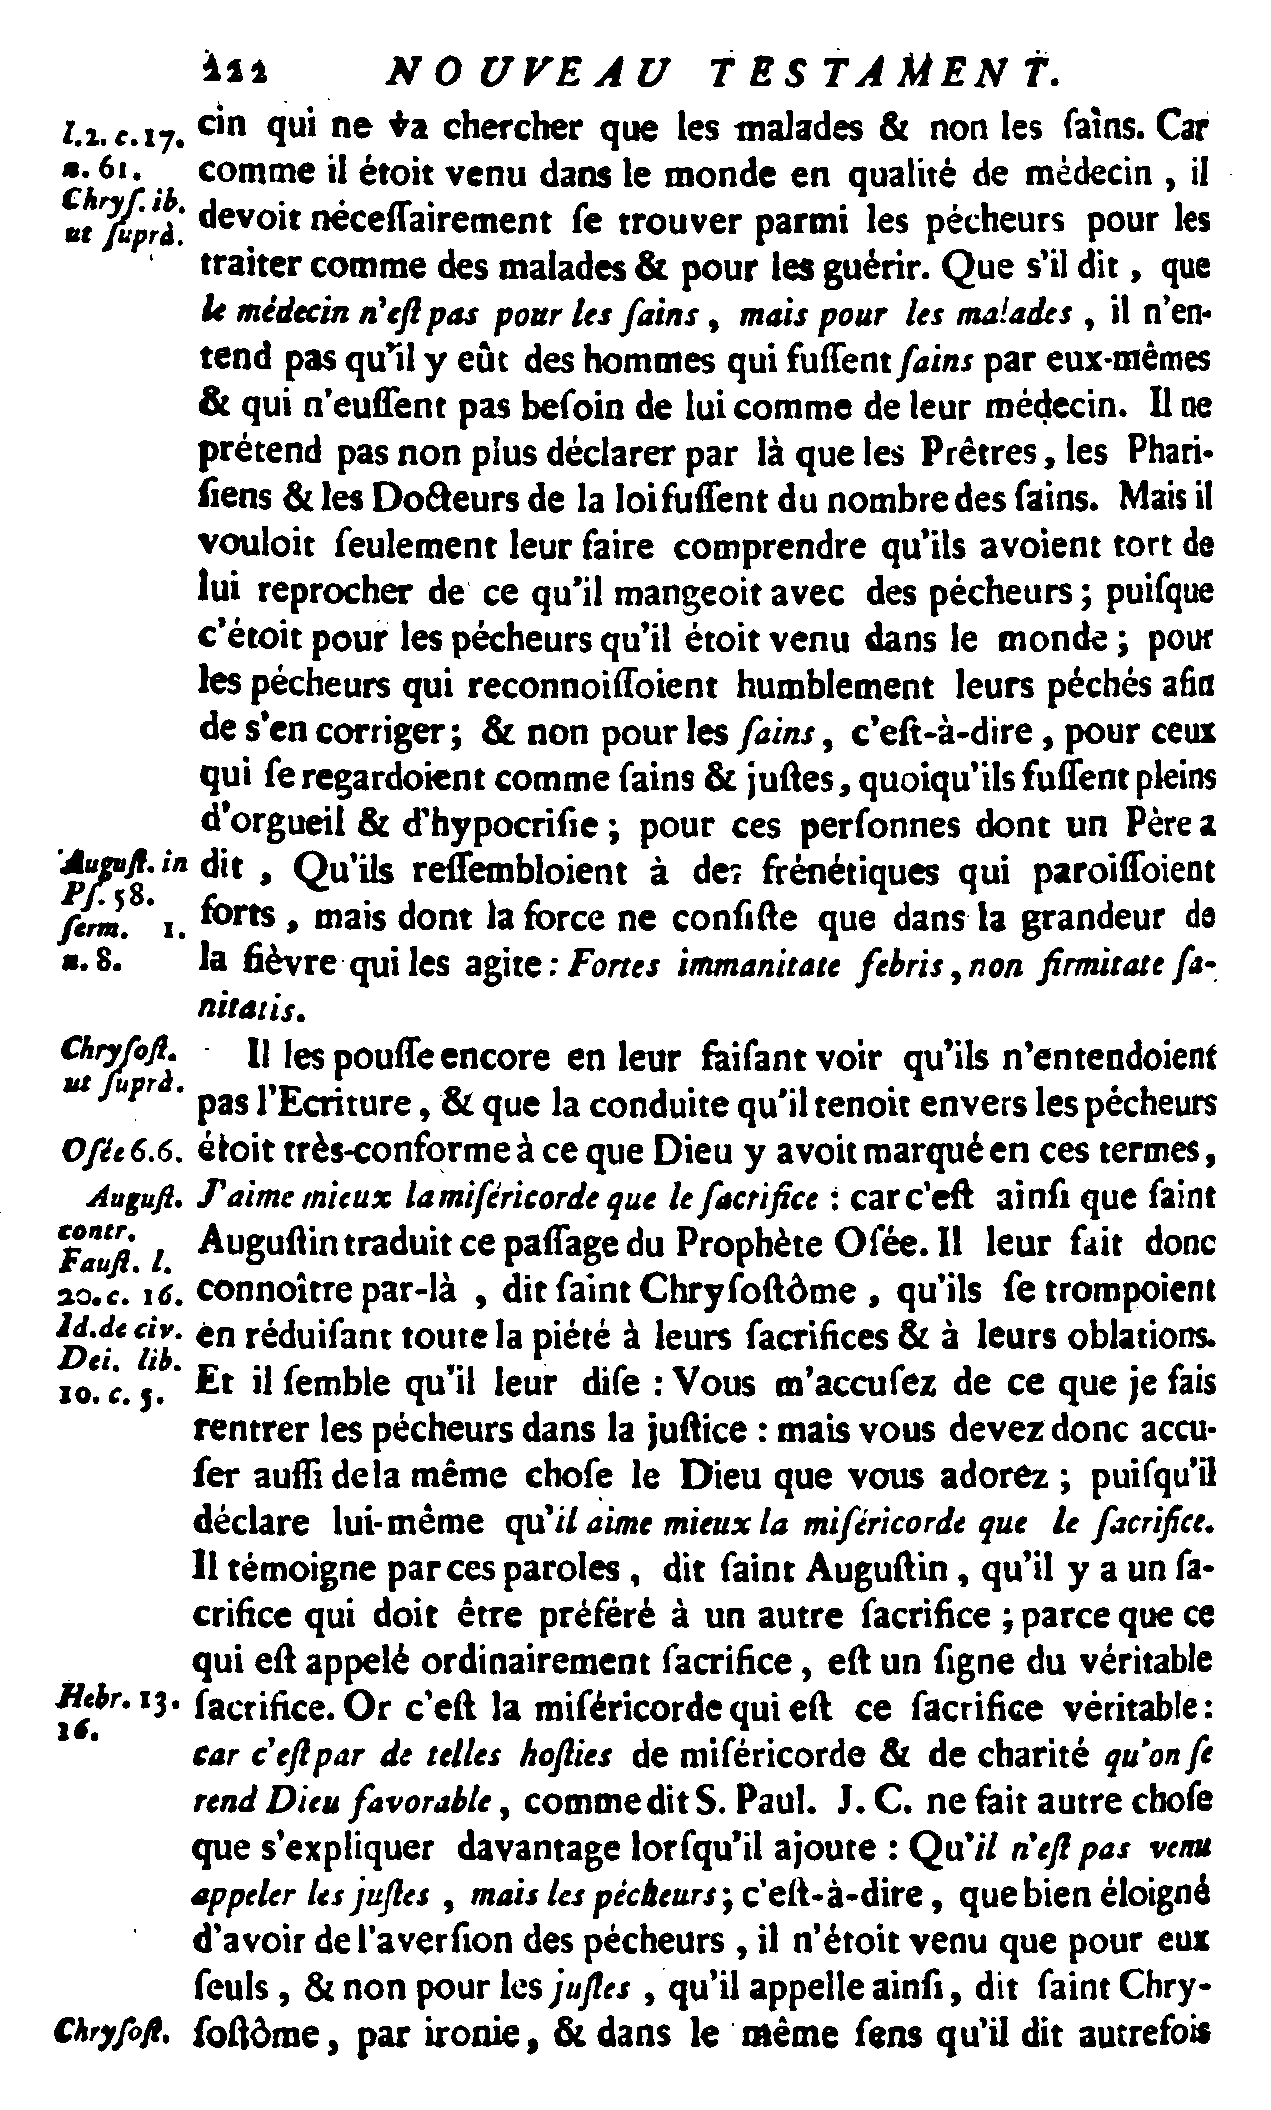 222 NOUVEAU TESTAMENT.
l.2. c.17. cin qui ne va chercher que les malades & non les ſains. Car
n. 61. comme il étoit venu dans le monde en qualité de médecin, il
Chryſ. ib. devoit néceſſairement ſe trouver parmi les pécheurs pour les
ut ſuprà.
traiter comme des malades & pour les guérir. Que s'il dit, que
le médecin n'eſt pas pour les ſains, mais pour les malades, il n'en-
tend pas qu'il y eût des hommes qui fuſſent ſains par eux-mêmes
& qui n'euſſent pas beſoin de lui comme de leur médecin. Il ne
prétend pas non plus déclarer par là que les Prêtres, les Phari-
ſiens & les Docteurs de la loi fuſſent du nombre des ſains. Mais il
vouloit ſeulement leur faire comprendre qu'ils avoient tort de
lui reprocher de ce qu'il mangeoit avec des pécheurs; puiſque
c'étoit pour les pécheurs qu'il étoit venu dans le monde; pour
les pécheurs qui reconnoiſſoient humblement leurs péchés afin
de s'en corriger; & non pour les ſains, c'eſt-à-dire, pour ceux
qui ſe regardoient comme ſains & juſtes, quoiqu'ils fuſſent pleins
d'orgueil & d'hypocriſie; pour ces perſonnes dont un Père a
Auguſt. in dit, Qu'ils reſſembloient à des frénétiques qui paroiſſoient
Pſ. 58.
ſerm. 1. forts, mais dont la force ne conſiſte que dans la grandeur de
n. 8. la fièvre qui les agite: Fortes immanitate febris, non firmitate ſa-
nitatis.
Chryſoſt. Il les pouſſe encore en leur faiſant voir qu'ils n'entendoient
ut ſuprà.
pas l'Ecriture, & que la conduite qu'il tenoit envers les pécheurs
Oſée 6.6. étoit très-conforme à ce que Dieu y avoit marqué en ces termes,
Auguſt. J'aime mieux la miſéricorde que le ſacrifice: car c'eſt ainſi que ſaint
contr. Auguſtin traduit ce paſſage du Prophète Oſée. Il leur fait donc
Fauſt. l.
20. c. 16. connoître par-là, dit ſaint Chryſoſtôme, qu'ils ſe trompoient
Id. de civ. en réduiſant toute la piété à leurs ſacrifices & à leurs oblations.
Dei. lib.
10. c. 5. Et il ſemble qu'il leur diſe: Vous m'accuſez de ce que je fais
rentrer les pécheurs dans la juſtice: mais vous devez donc accu-
ſer auſſi de la même choſe le Dieu que vous adorez; puiſqu'il
déclare lui-même qu'il aime mieux la miſéricorde que le ſacrifice.
Il témoigne par ces paroles, dit ſaint Auguſtin, qu'il y a un ſa-
crifice qui doit être préféré à un autre ſacrifice; parce que ce
qui eſt appelé ordinairement ſacrifice, eſt un ſigne du véritable
Hebr. 13. ſacrifice. Or c'eſt la miſéricorde qui eſt ce ſacrifice véritable:
16.
car c'eſt par de telles hoſties de miſéricorde & de charité qu'on ſe
rend Dieu favorable, comme dit S. Paul. J. C. ne fait autre choſe
que s'expliquer davantage lorſqu'il ajoute: Qu'il n'eſt pas venu
appeler les juſtes, mais les pécheurs; c'eſt-à-dire, que bien éloigné
d'avoir de l'averſion des pécheurs, il n'étoit venu que pour eux
ſeuls, & non pour les juſtes, qu'il appelle ainſi, dit ſaint Chry-
Chryſoſt. ſoſtôme, par ironie, & dans le même ſens qu'il dit autrefois